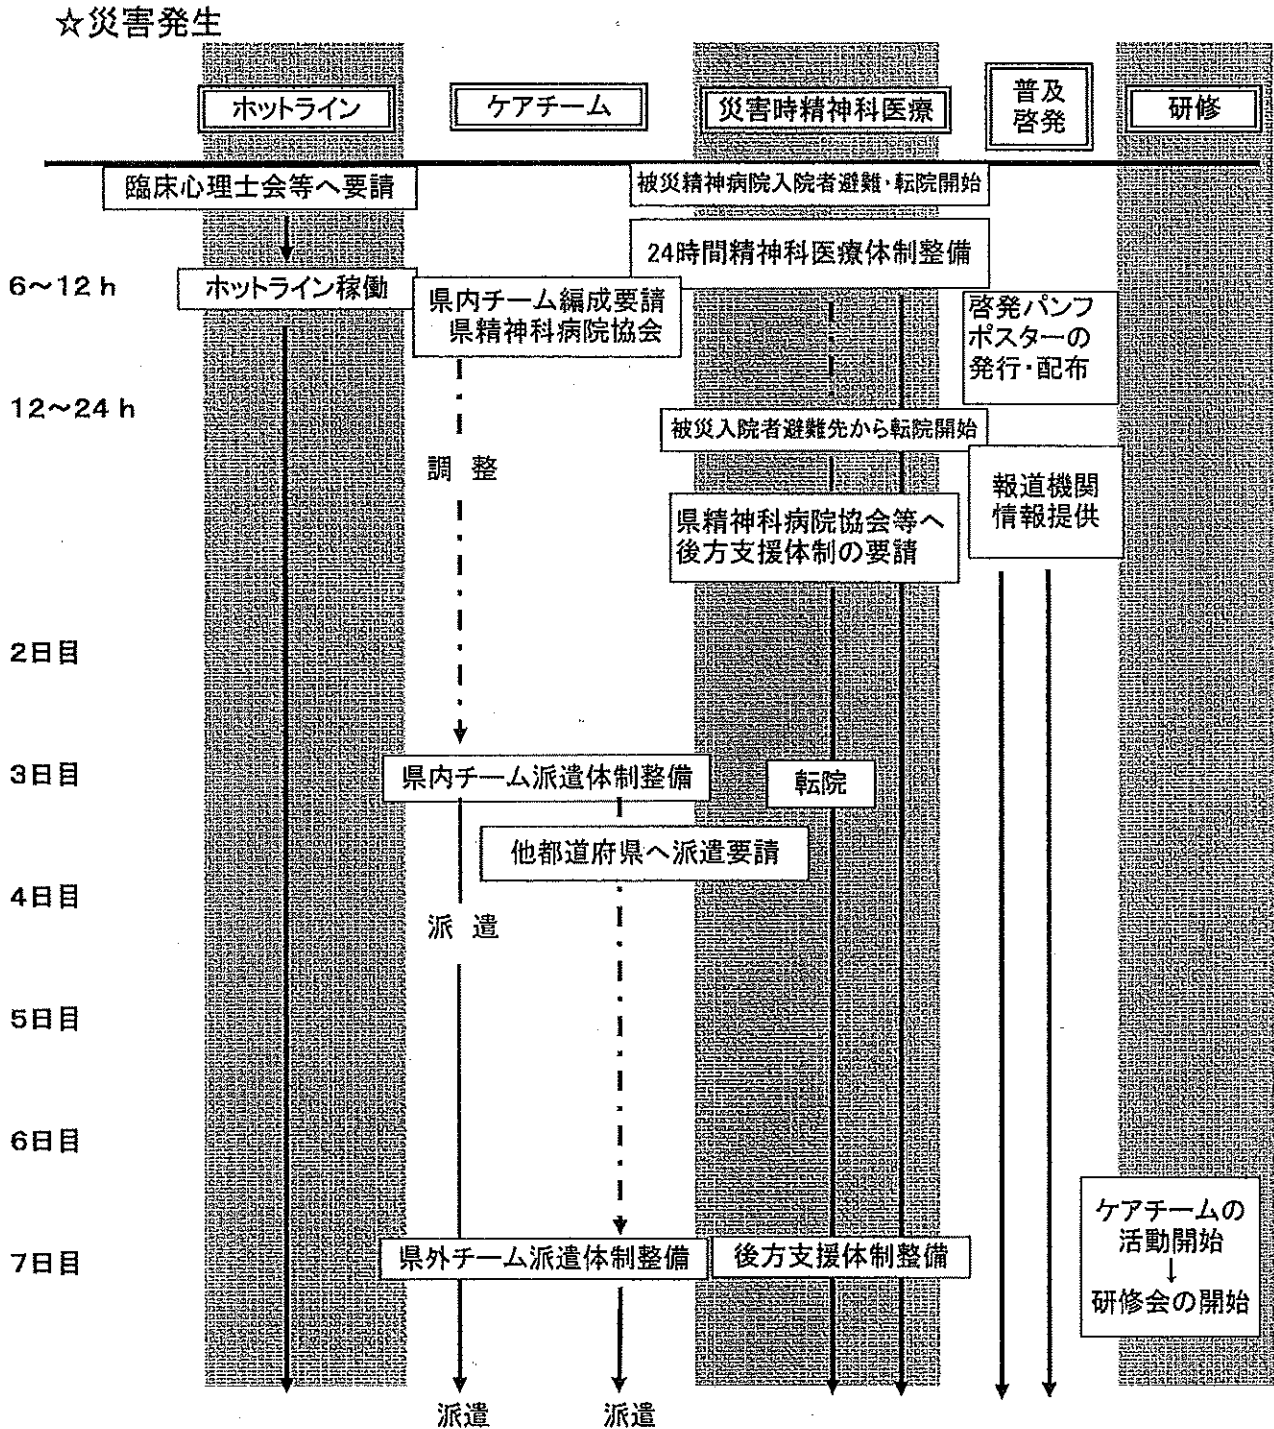 ☆災害発生
ホットライン
ケアチーム
災害時精神科医療
普及
啓発
研修
臨床心理士会等へ要請
被災精神病院入院者避難・転院開始
24時間精神科医療体制整備
6～12 h
ホットライン稼働
県内チーム編成要請
県精神科病院協会
啓発パンフ
ポスターの
発行・配布
12～24 h
被災入院者避難先から転院開始
調 整
報道機関
情報提供
県精神科病院協会等へ
後方支援体制の要請
2日目
3日目
県内チーム派遣体制整備
転院
他都道府県へ派遣要請
4日目
派 遣
5日目
6日目
7日目
県外チーム派遣体制整備
後方支援体制整備
ケアチームの
活動開始
↓
研修会の開始
派遣
派遣